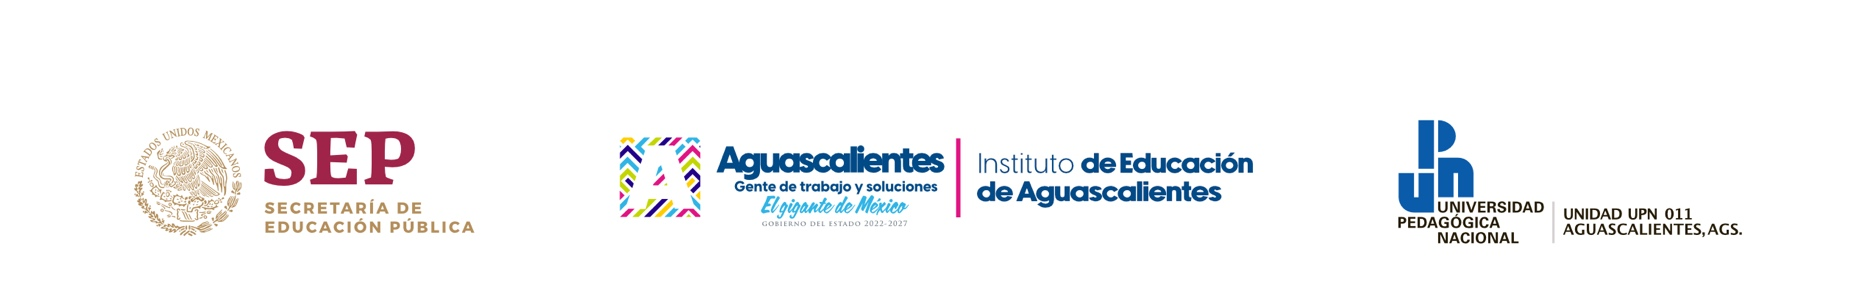 ESTADOS UNIDOS MEXICANOS
SEP
SECRETARÍA DE
EDUCACIÓN PÚBLICA
A
Aguascalientes
Gente de trabajo y soluciones
El gigante de México
GOBIERNO DEL ESTADO 2022-2027
Instituto de Educación
de Aguascalientes
Pun
UNIVERSIDAD
PEDAGÓGICA
NACIONAL
UNIDAD UPN 011
AGUASCALIENTES, AGS.